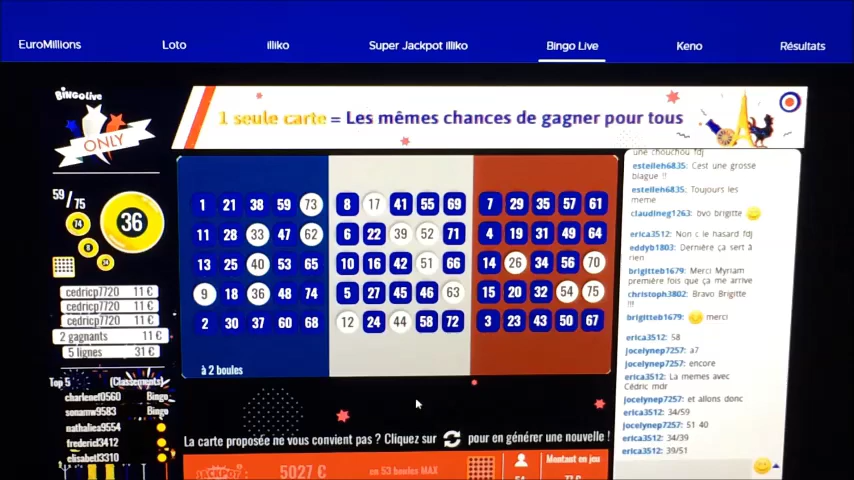 EuroMillions Loto illiko Super Jackpot illiko Bingo Live Keno Résultats
BiNGOLive
ONLY
1 seule carte = Les mêmes chances de gagner pour tous
59/75
36
74
8
34
cedricp7720 11 €
cedricp7720 11 €
cedricp7720 11 €
2 gagnants 11 €
5 lignes 31 €
Top 5 (Classements)
charlenef0560 Bingo
sonamw9583 Bingo
nathaliea9554
frederict3412
elisabetl3310
1 21 38 59 73
11 28 33 47 62
13 25 40 53 65
9 18 36 48 74
2 30 37 60 68
à 2 boules
8 17 41 55 69
6 22 39 52 71
10 16 42 51 66
5 27 45 46 63
12 24 44 58 72
7 29 35 57 61
4 19 31 49 64
14 26 34 56 70
15 20 32 54 75
3 23 43 50 67
La carte proposée ne vous convient pas ? Cliquez sur pour en générer une nouvelle !
JACKPOT 5027 € en 53 boules MAX
Montant en jeu
une chouchou fdj
estelleh6835: Cest une grosse
blague !!
estelleh6835: Toujours les
meme
claudineg1263: bvo brigitte
erica3512: Non c le hasard fdj
eddyb1803: Dernière ça sert à
rien
brigitteb1679: Merci Myriam
première fois que ça me arrive
christoph3802: Bravo Brigitte
!!!
brigitteb1679: merci
erica3512: 58
jocelynep7257: a7
jocelynep7257: encore
erica3512: La memes avec
Cédric mdr
jocelynep7257: et allons donc
erica3512: 34/59
jocelynep7257: 51 40
erica3512: 34/39
erica3512: 39/51